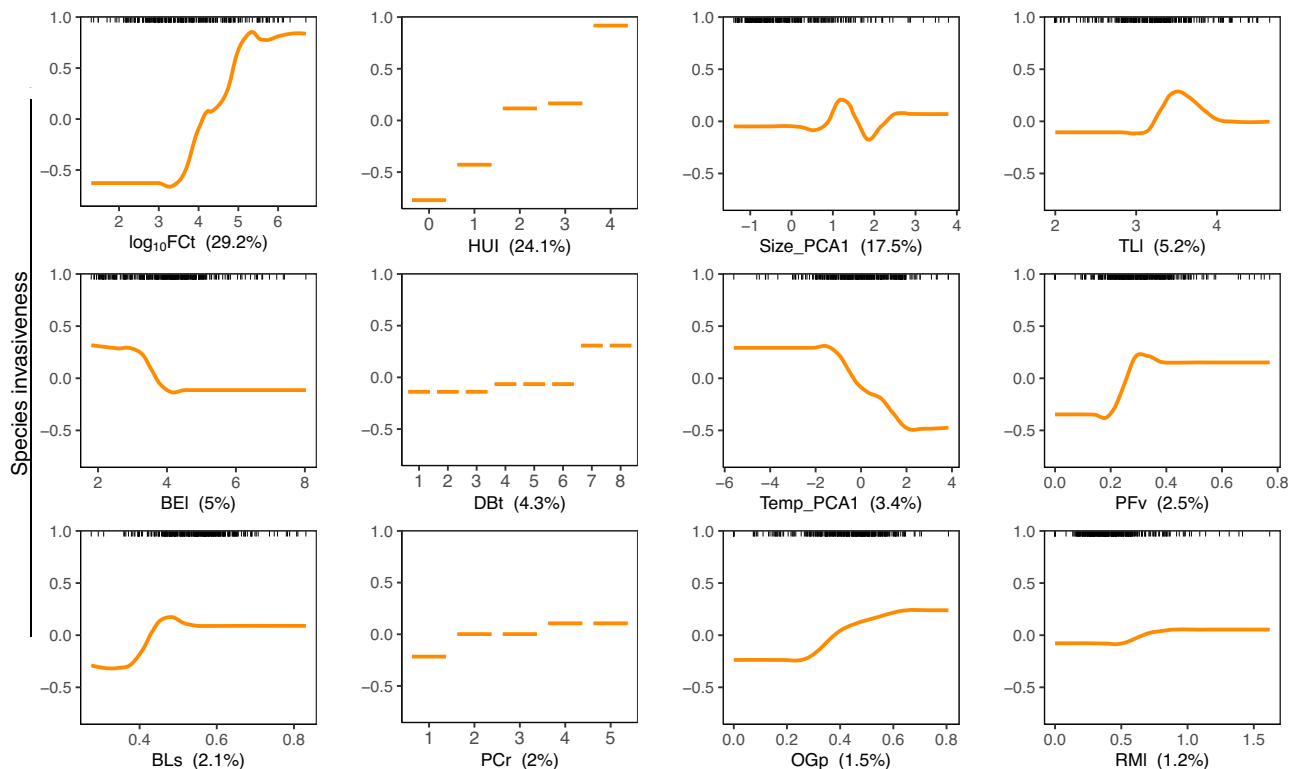 Species invasiveness
1.0
0.5
0.0
−0.5
2 3 4 5 6
log₁₀FCt (29.2%)
1.0
0.5
0.0
−0.5
0 1 2 3 4
HUI (24.1%)
1.0
0.5
0.0
−0.5
−1 0 1 2 3 4
Size_PCA1 (17.5%)
1.0
0.5
0.0
−0.5
2 3 4
TLl (5.2%)
1.0
0.5
0.0
−0.5
2 4 6 8
BEl (5%)
1.0
0.5
0.0
−0.5
1 2 3 4 5 6 7 8
DBt (4.3%)
1.0
0.5
0.0
−0.5
−6 −4 −2 0 2 4
Temp_PCA1 (3.4%)
1.0
0.5
0.0
−0.5
0.0 0.2 0.4 0.6 0.8
PFv (2.5%)
1.0
0.5
0.0
−0.5
0.4 0.6 0.8
BLs (2.1%)
1.0
0.5
0.0
−0.5
1 2 3 4 5
PCr (2%)
1.0
0.5
0.0
−0.5
0.0 0.2 0.4 0.6 0.8
OGp (1.5%)
1.0
0.5
0.0
−0.5
0.0 0.5 1.0 1.5
RMl (1.2%)